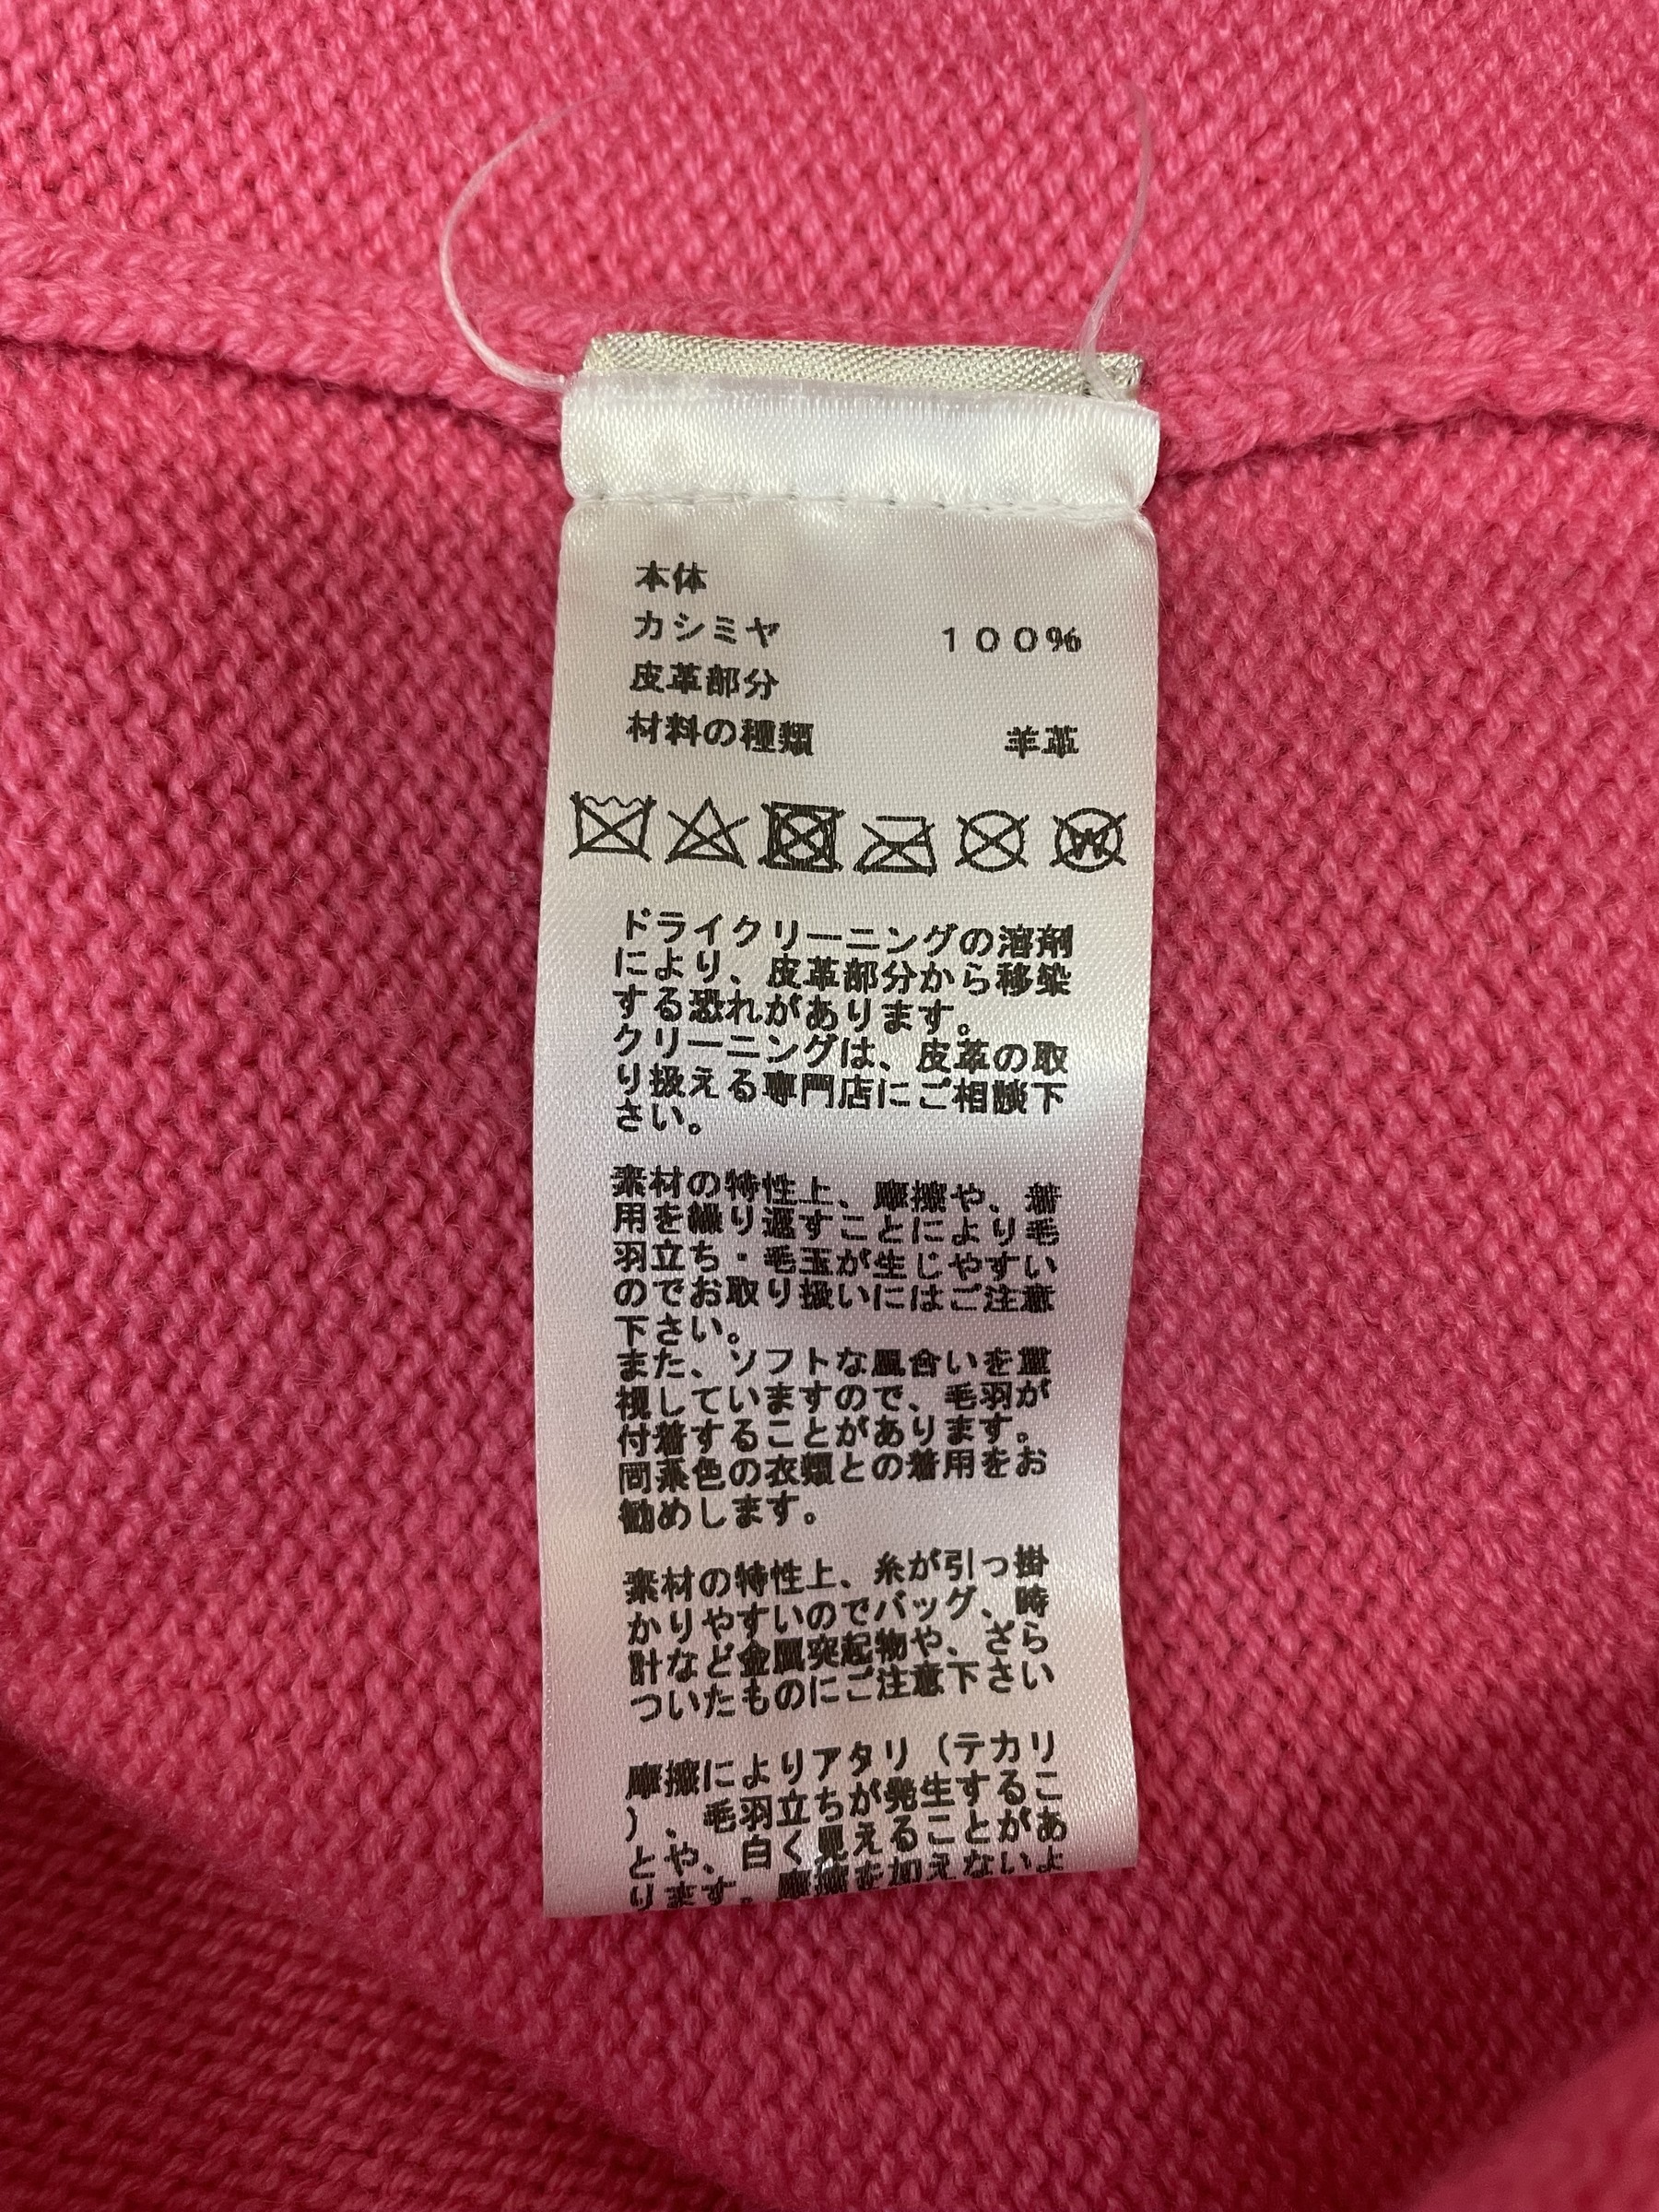 本体
カシミヤ 100%
皮革部分
材料の種類 羊革
W
ドライクリーニングの溶剤
により、皮革部分から移染
する恐れがあります。
クリーニングは、皮革の取
り扱える専門店にご相談下
さい。
素材の特性上、摩擦や、着
用を繰り返すことにより毛
羽立ち・毛玉が生じやすい
のでお取り扱いにはご注意
下さい。
また、ソフトな風合いを重
視していますので、毛羽が
付着することがあります。
同系色の衣類との着用をお
勧めします。
素材の特性上、糸が引っ掛
かりやすいのでバッグ、時
計など金属突起物や、ざら
ついたものにご注意下さい
摩擦によりアタリ（テカリ
）、毛羽立ちが発生するこ
とや、白く見えることがあ
ります。摩擦を加えないよ